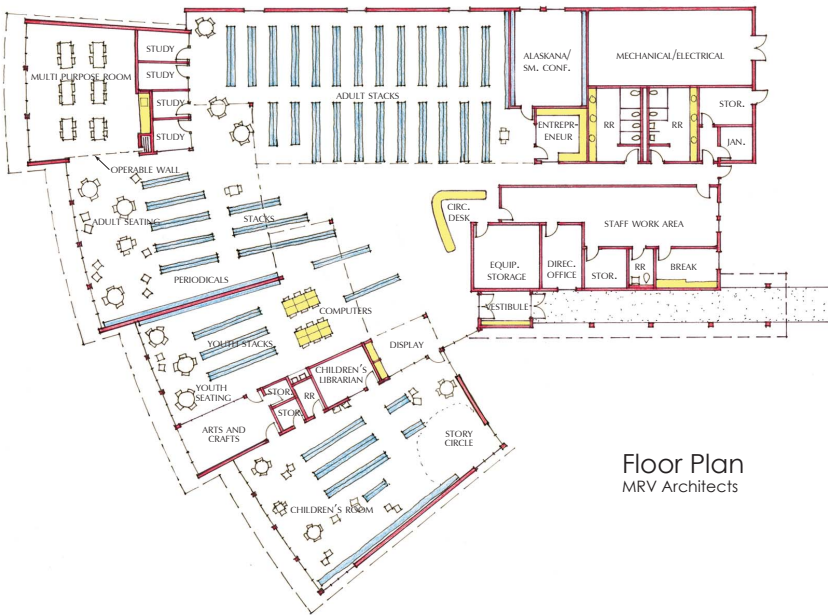 STUDY
STUDY
STUDY
STUDY
MULTI PURPOSE ROOM
OPERABLE WALL
ADULT STACKS
ALASKANA/
SM. CONF.
MECHANICAL/ELECTRICAL
ENTREPR-
ENEUR
RR
RR
STOR.
JAN.
ADULT SEATING
STACKS
PERIODICALS
CIRC.
DESK
STAFF WORK AREA
EQUIP.
STORAGE
DIREC.
OFFICE
STOR.
RR
BREAK
VESTIBULE
COMPUTERS
YOUTH STACKS
DISPLAY
YOUTH
SEATING
CHILDREN'S
LIBRARIAN
STOR.
STOR.
RR
ARTS AND
CRAFTS
STORY
CIRCLE
CHILDREN'S ROOM
Floor Plan
MRV Architects